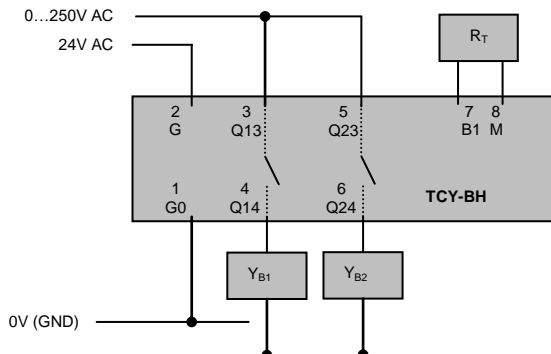 0...250V AC
24V AC
R_T
2 3 5 7 8
G Q13 Q23 B1 M
1 4 6 TCY-BH
G0 Q14 Q24
Y_B1 Y_B2
0V (GND)